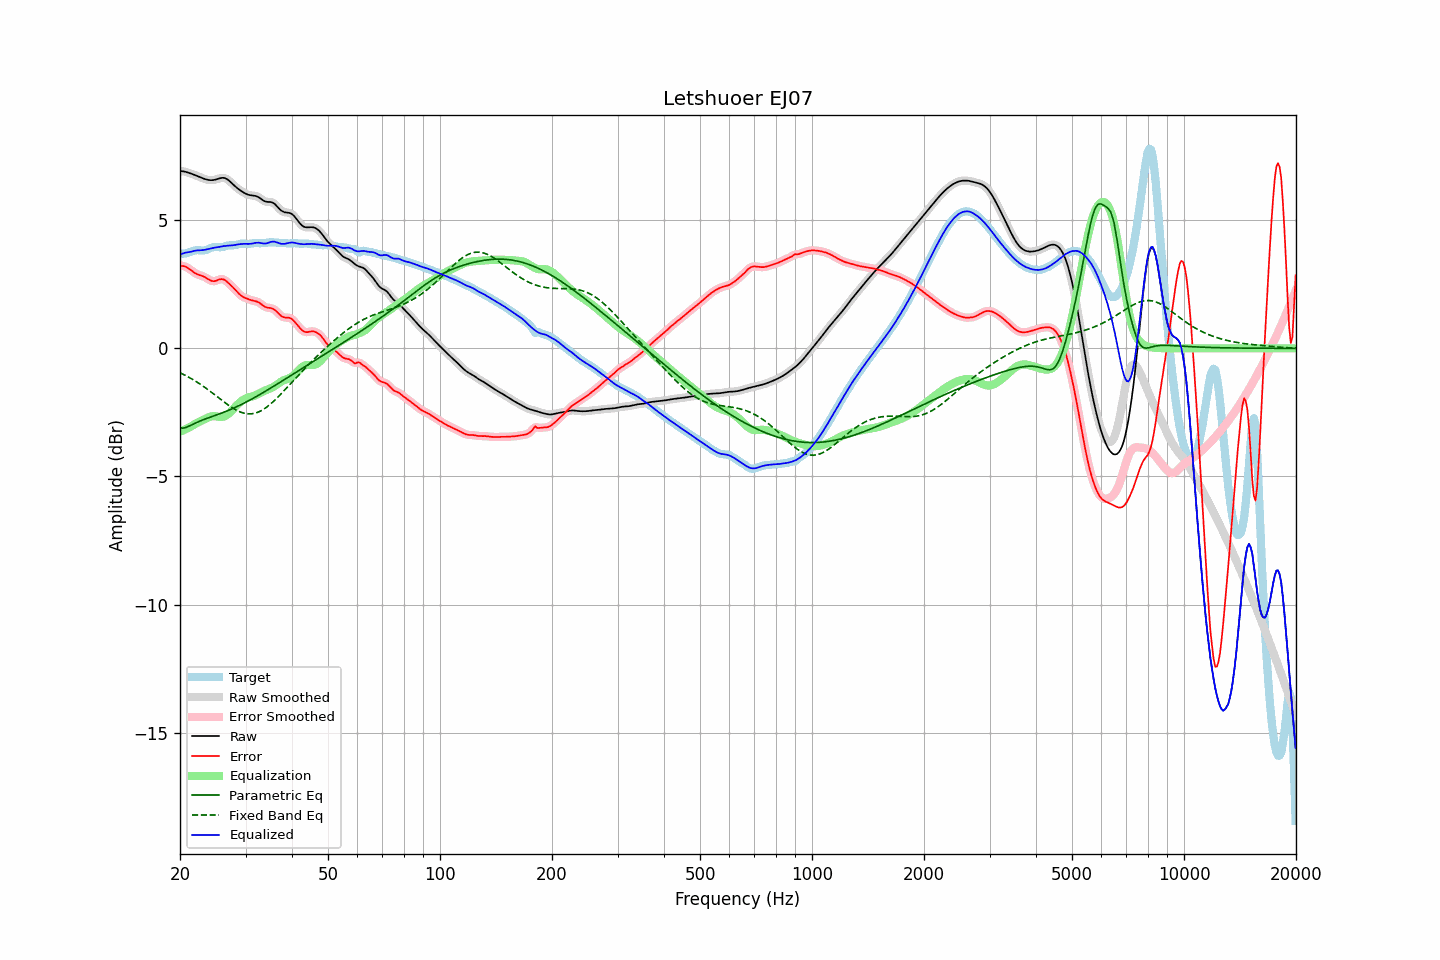 Letshuoer EJ07
Amplitude (dBr)
5
0
−5
−10
−15
Target
Raw Smoothed
Error Smoothed
Raw
Error
Equalization
Parametric Eq
Fixed Band Eq
Equalized
20 50 100 200 500 1000 2000 5000 10000 20000
Frequency (Hz)